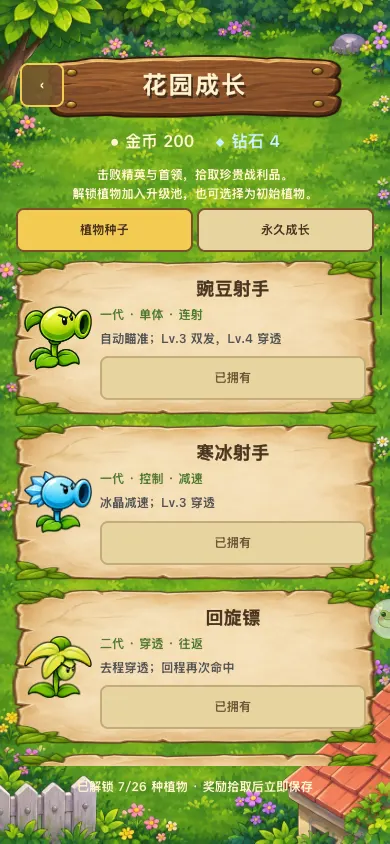 ‹
花园成长
金币 200
钻石 4
击败精英与首领，拾取珍贵战利品。
解锁植物加入升级池，也可选择为初始植物。
植物种子
永久成长
豌豆射手
一代 · 单体 · 连射
自动瞄准；Lv.3 双发，Lv.4 穿透
已拥有
寒冰射手
一代 · 控制 · 减速
冰晶减速；Lv.3 穿透
已拥有
回旋镖
二代 · 穿透 · 往返
去程穿透；回程再次命中
已拥有
已解锁 7/26 种植物 · 奖励拾取后立即保存